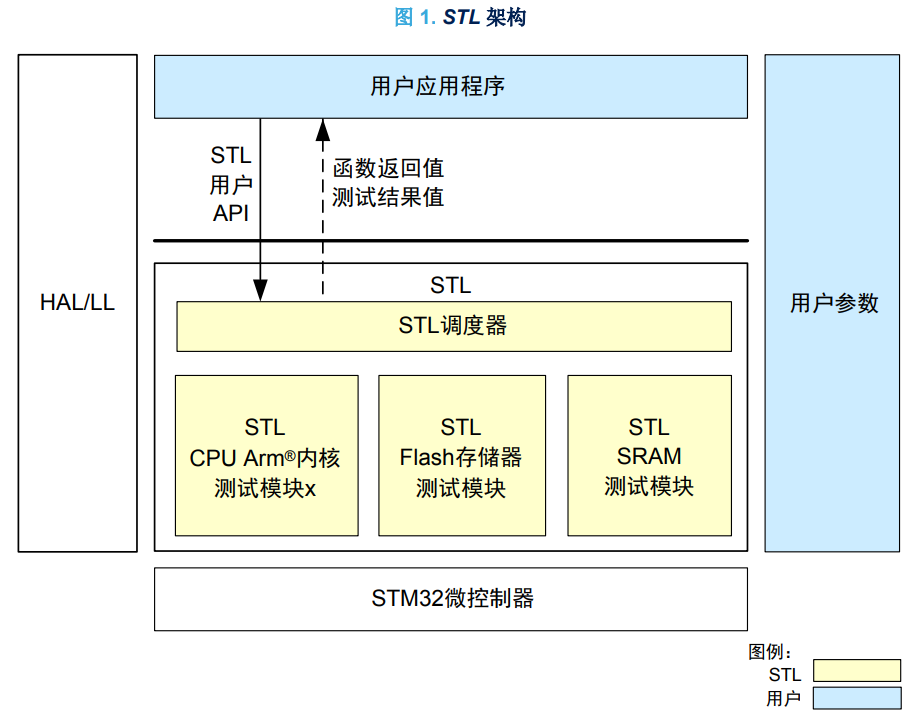 图 1. STL 架构
用户应用程序
STL
用户
API
函数返回值
测试结果值
HAL/LL
用户参数
STL
STL调度器
STL
CPU Arm®内核
测试模块x
STL
Flash存储器
测试模块
STL
SRAM
测试模块
STM32微控制器
图例：
STL
用户